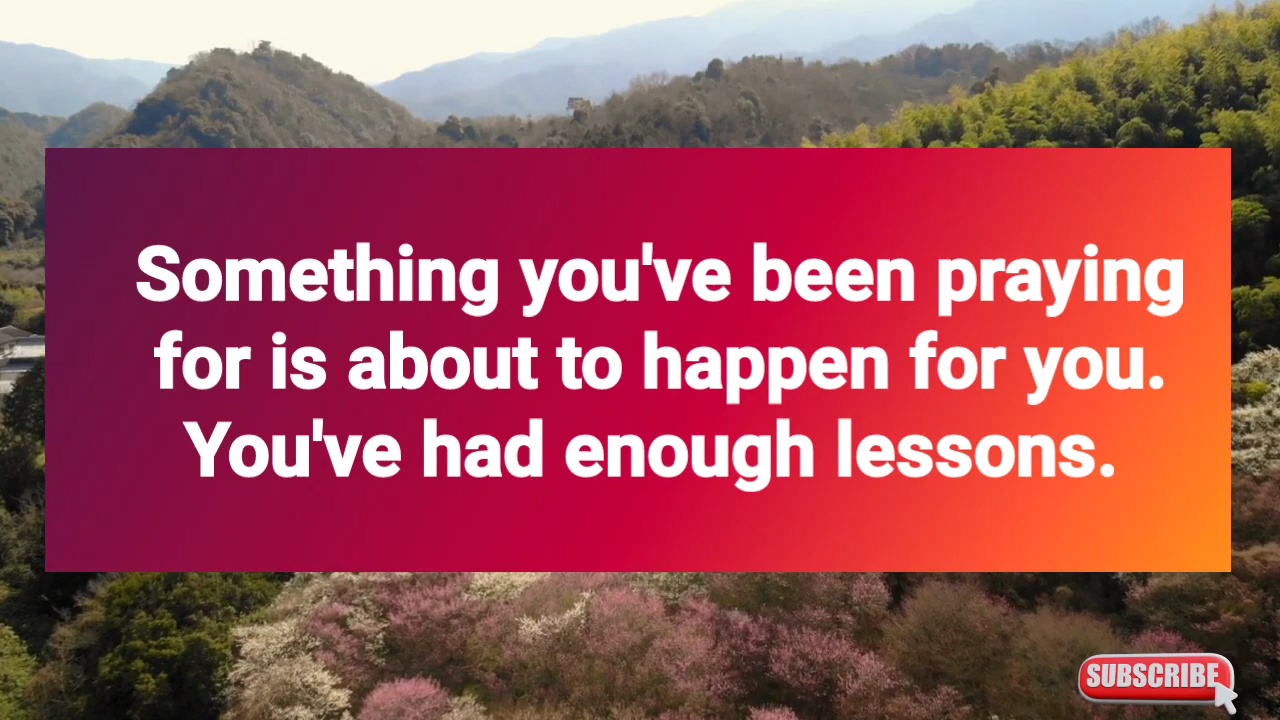 Something you've been praying
for is about to happen for you.
You've had enough lessons.
SUBSCRIBE